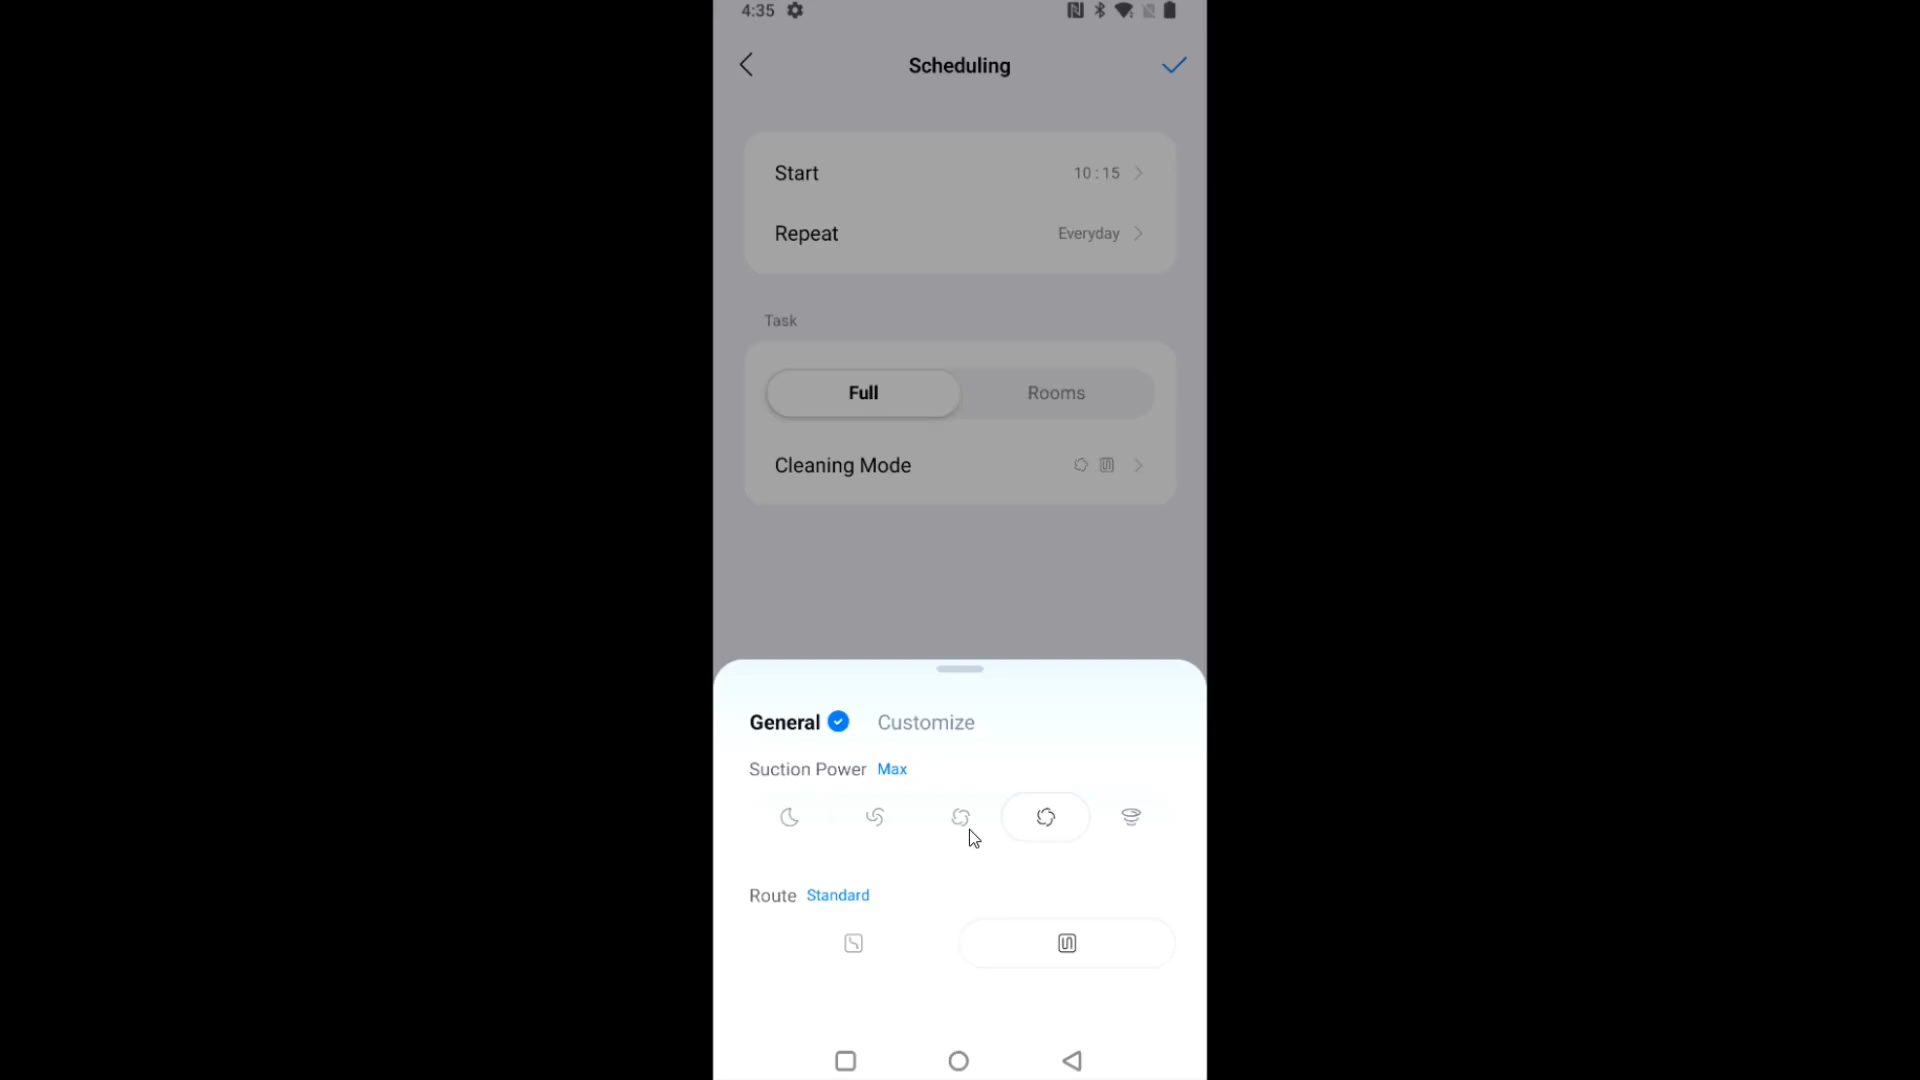 4:35
Scheduling
Start 10:15
Repeat Everyday
Task
Full Rooms
Cleaning Mode
General Customize
Suction Power Max
Route Standard